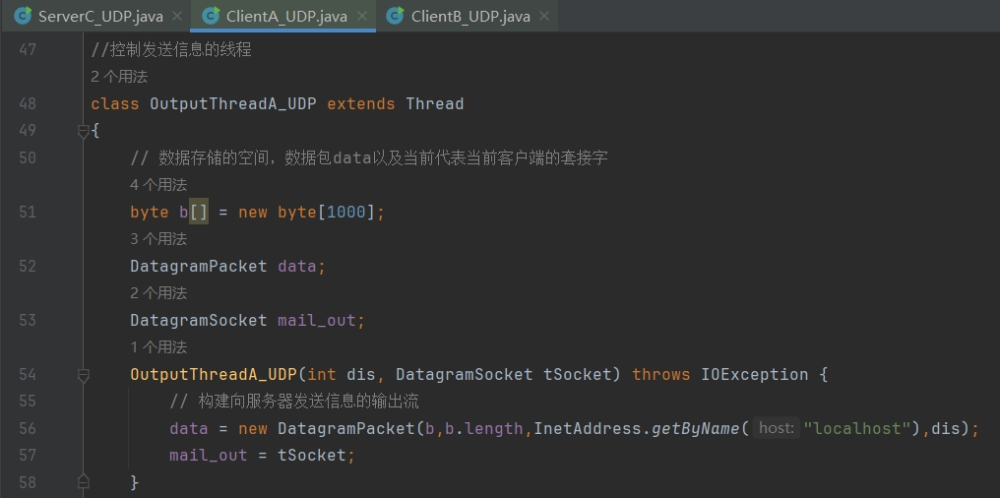 ServerC_UDP.java ClientA_UDP.java ClientB_UDP.java
47 //控制发送信息的线程
2 个用法
48 class OutputThreadA_UDP extends Thread
49 {
50 // 数据存储的空间，数据包data以及当前代表当前客户端的套接字
4 个用法
51 byte b[] = new byte[1000];
3 个用法
52 DatagramPacket data;
2 个用法
53 DatagramSocket mail_out;
1 个用法
54 OutputThreadA_UDP(int dis, DatagramSocket tSocket) throws IOException {
55 // 构建向服务器发送信息的输出流
56 data = new DatagramPacket(b,b.length,InetAddress.getByName( host: "localhost"),dis);
57 mail_out = tSocket;
58 }